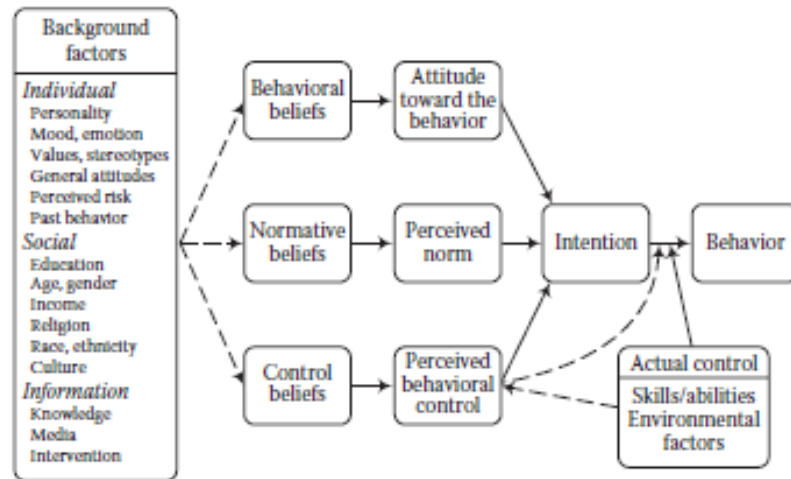 Background
factors
Individual
Personality
Mood, emotion
Values, stereotypes
General attitudes
Perceived risk
Past behavior
Social
Education
Age, gender
Income
Religion
Race, ethnicity
Culture
Information
Knowledge
Media
Intervention
Behavioral
beliefs
Attitude
toward the
behavior
Normative
beliefs
Perceived
norm
Intention
Behavior
Control
beliefs
Perceived
behavioral
control
Actual control
Skills/abilities
Environmental
factors